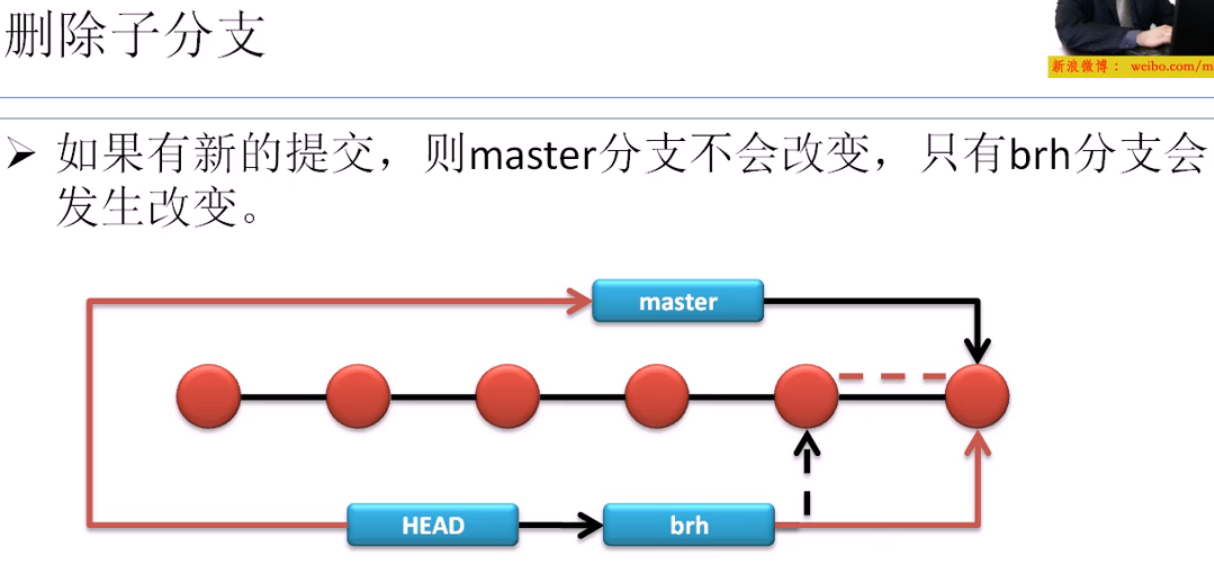 删除子分支
新浪微博： weibo.com/m
➢ 如果有新的提交，则master分支不会改变，只有brh分支会
发生改变。
master
HEAD
brh